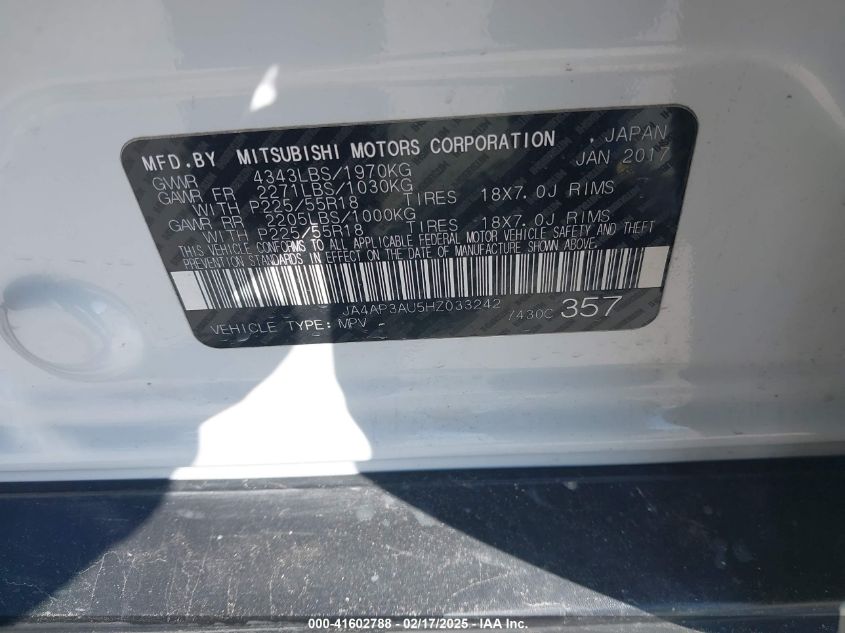 MFD.BY MITSUBISHI MOTORS CORPORATION , JAPAN
GVWR 4343LBS/1970KG JAN 2017
GAWR FR 2271LBS/1030KG
WITH P225/55R18 TIRES 18X7.0J RIMS
GAWR RR 2205LBS/1000KG
WITH P225/55R18 TIRES 18X7.0J RIMS
THIS VEHICLE CONFORMS TO ALL APPLICABLE FEDERAL MOTOR VEHICLE SAFETY AND THEFT
PREVENTION STANDARDS IN EFFECT ON THE DATE OF MANUFACTURE SHOWN ABOVE.
JA4AP3AU5HZ033242
VEHICLE TYPE: MPV /430C 357
000-41602788 - 02/17/2025 - IAAI.com